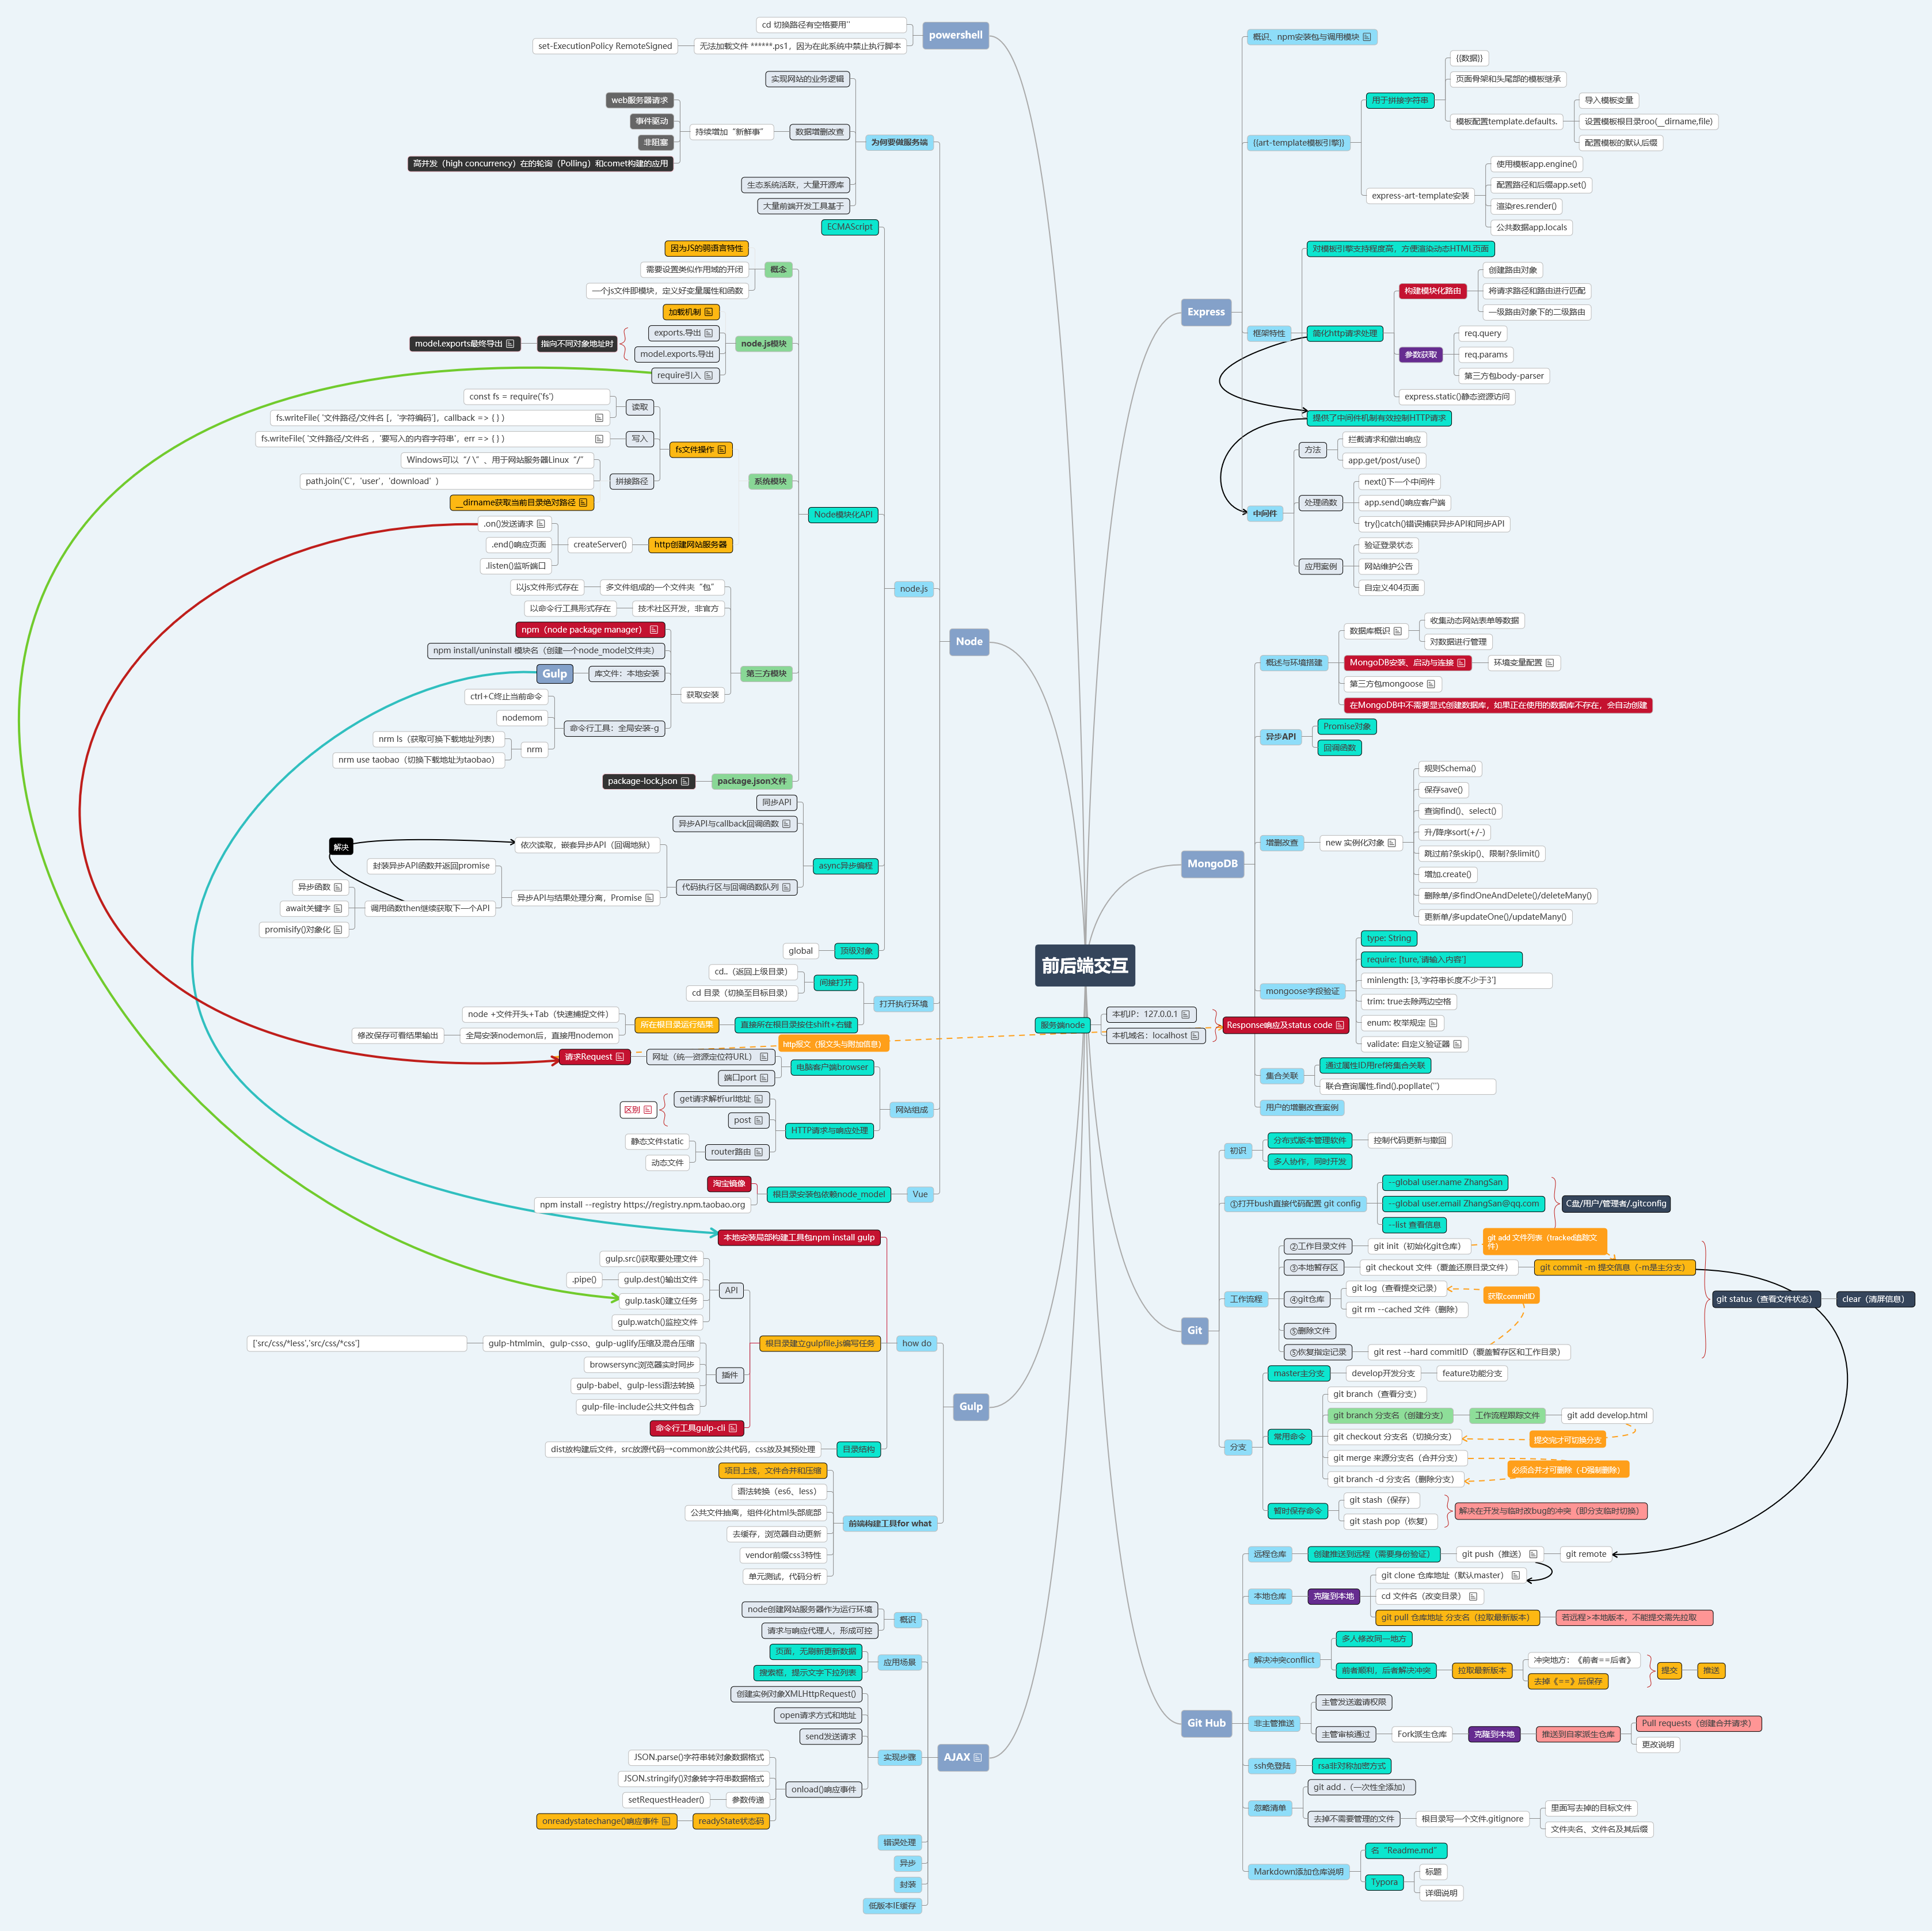 前后端交互
powershell
cd 切换路径有空格要用''
无法加载文件 ******.ps1，因为在此系统中禁止执行脚本
set-ExecutionPolicy RemoteSigned
Node
为何要做服务端
实现网站的业务逻辑
数据增删改查
持续增加“新鲜事”
web服务器请求
事件驱动
非阻塞
高并发（high concurrency）在的轮询（Polling）和comet构建的应用
生态系统活跃，大量开源库
大量前端开发工具基于
node.js
ECMAScript
Node模块化API
概念
因为JS的弱语言特性
需要设置类似作用域的开闭
一个js文件即模块，定义好变量属性和函数
node.js模块
加载机制
exports.导出
model.exports.导出
指向不同对象地址时
model.exports最终导出
require引入
系统模块
fs文件操作
读取
const fs = require('fs')
fs.writeFile( '文件路径/文件名 [，'字符编码']，callback => { } )
写入
fs.writeFile( '文件路径/文件名 ，'要写入的内容字符串'，err => { } )
拼接路径
Windows可以“/ \”、用于网站服务器Linux“/”
path.join('C'，'user'，'download' )
__dirname获取当前目录绝对路径
http创建网站服务器
createServer()
.on()发送请求
.end()响应页面
.listen()监听端口
第三方模块
多文件组成的一个文件夹“包”
以js文件形式存在
技术社区开发，非官方
以命令行工具形式存在
获取安装
npm（node package manager）
npm install/uninstall 模块名（创建一个node_model文件夹）
库文件：本地安装
Gulp
命令行工具：全局安装-g
ctrl+C终止当前命令
nodemom
nrm
nrm ls（获取可换下载地址列表）
nrm use taobao（切换下载地址为taobao）
package.json文件
package-lock.json
async异步编程
同步API
异步API与callback回调函数
代码执行区与回调函数队列
依次读取，嵌套异步API（回调地狱）
解决
异步API与结果处理分离，Promise
封装异步API函数并返回promise
调用函数then继续获取下一个API
异步函数
await关键字
promisify()对象化
顶级对象
global
打开执行环境
间接打开
cd..（返回上级目录）
cd 目录（切换至目标目录）
直接所在根目录按住shift+右键
所在根目录运行结果
node +文件开头+Tab（快速捕捉文件）
全局安装nodemon后，直接用nodemon
修改保存可看结果输出
网站组成
电脑客户端browser
网址（统一资源定位符URL）
请求Request
http报文（报文头与附加信息）
端口port
HTTP请求与响应处理
get请求解析url地址
post
区别
router路由
静态文件static
动态文件
Vue
根目录安装包依赖node_model
淘宝镜像
npm install --registry https://registry.npm.taobao.org
Gulp
how do
本地安装局部构建工具包npm install gulp
根目录建立gulpfile.js编写任务
API
gulp.src()获取要处理文件
gulp.dest()输出文件
.pipe()
gulp.task()建立任务
gulp.watch()监控文件
插件
gulp-htmlmin、gulp-csso、gulp-uglify压缩及混合压缩
['src/css/*less','src/css/*css']
browsersync浏览器实时同步
gulp-babel、gulp-less语法转换
gulp-file-include公共文件包含
命令行工具gulp-cli
目录结构
dist放构建后文件，src放源代码→common放公共代码，css放及其预处理
前端构建工具for what
项目上线，文件合并和压缩
语法转换（es6、less）
公共文件抽离，组件化html头部底部
去缓存，浏览器自动更新
vendor前缀css3特性
单元测试，代码分析
AJAX
概识
node创建网站服务器作为运行环境
请求与响应代理人，形成可控
应用场景
页面，无刷新更新数据
搜索框，提示文字下拉列表
实现步骤
创建实例对象XMLHttpRequest()
open请求方式和地址
send发送请求
onload()响应事件
JSON.parse()字符串转对象数据格式
JSON.stringify()对象转字符串数据格式
参数传递
setRequestHeader()
readyState状态码
onreadystatechange()响应事件
错误处理
异步
封装
低版本IE缓存
Express
概识、npm安装包与调用模块
{{art-template模板引擎}}
用于拼接字符串
{{数据}}
页面骨架和头尾部的模板继承
模板配置template.defaults.
导入模板变量
设置模板根目录roo(__dirname,file)
配置模板的默认后缀
express-art-template安装
使用模板app.engine()
配置路径和后缀app.set()
渲染res.render()
公共数据app.locals
框架特性
对模板引擎支持程度高，方便渲染动态HTML页面
简化http请求处理
构建模块化路由
创建路由对象
将请求路径和路由进行匹配
一级路由对象下的二级路由
参数获取
req.query
req.params
第三方包body-parser
express.static()静态资源访问
提供了中间件机制有效控制HTTP请求
中间件
方法
拦截请求和做出响应
app.get/post/use()
处理函数
next()下一个中间件
app.send()响应客户端
try{}catch{}错误捕获异步API和同步API
应用案例
验证登录状态
网站维护公告
自定义404页面
MongoDB
概述与环境搭建
数据库概识
收集动态网站表单等数据
对数据进行管理
MongoDB安装、启动与连接
环境变量配置
第三方包mongoose
在MongoDB中不需要显式创建数据库，如果正在使用的数据库不存在，会自动创建
异步API
Promise对象
回调函数
增删改查
new 实例化对象
规则Schema()
保存save()
查询find()、select()
升/降序sort(+/-)
跳过前?条skip()、限制?条limit()
增加.create()
删除单/多findOneAndDelete()/deleteMany()
更新单/多updateOne()/updateMany()
mongoose字段验证
type: String
require: [ture,'请输入内容']
minlength: [3,'字符串长度不少于3']
trim: true去除两边空格
enum: 枚举规定
validate: 自定义验证器
集合关联
通过属性ID用ref将集合关联
联合查询属性.find().popllate('')
用户的增删改查案例
服务端node
本机IP：127.0.0.1
本机域名：localhost
Response响应及status code
Git
初识
分布式版本管理软件
控制代码更新与撤回
多人协作，同时开发
①打开bush直接代码配置 git config
--global user.name ZhangSan
--global user.email ZhangSan@qq.com
--list 查看信息
C盘/用户/管理者/.gitconfig
工作流程
②工作目录文件
git init（初始化git仓库）
git add 文件列表（tracked追踪文
件）
③本地暂存区
git checkout 文件（覆盖还原目录文件）
git commit -m 提交信息（-m是主分支）
④git仓库
git log（查看提交记录）
git rm --cached 文件（删除）
获取commitID
⑤删除文件
⑤恢复指定记录
git rest --hard commitID（覆盖暂存区和工作目录）
git status（查看文件状态）
clear（清屏信息）
分支
master主分支
develop开发分支
feature功能分支
常用命令
git branch（查看分支）
git branch 分支名（创建分支）
工作流程跟踪文件
git add develop.html
git checkout 分支名（切换分支）
提交完才可切换分支
git merge 来源分支名（合并分支）
必须合并才可删除（-D强制删除）
git branch -d 分支名（删除分支）
暂时保存命令
git stash（保存）
git stash pop（恢复）
解决在开发与临时改bug的冲突（即分支临时切换）
Git Hub
远程仓库
创建推送到远程（需要身份验证）
git push（推送）
git remote
本地仓库
克隆到本地
git clone 仓库地址（默认master）
cd 文件名（改变目录）
git pull 仓库地址 分支名（拉取最新版本）
若远程>本地版本，不能提交需先拉取
解决冲突conflict
多人修改同一地方
前者顺利，后者解决冲突
拉取最新版本
冲突地方：《前者==后者》
去掉《==》后保存
提交
推送
非主管推送
主管发送邀请权限
主管审核通过
Fork派生仓库
克隆到本地
推送到自家派生仓库
Pull requests（创建合并请求）
更改说明
ssh免登陆
rsa非对称加密方式
忽略清单
git add .（一次性全添加）
去掉不需要管理的文件
根目录写一个文件.gitignore
里面写去掉的目标文件
文件夹名、文件名及其后缀
Markdown添加仓库说明
名“Readme.md”
Typora
标题
详细说明